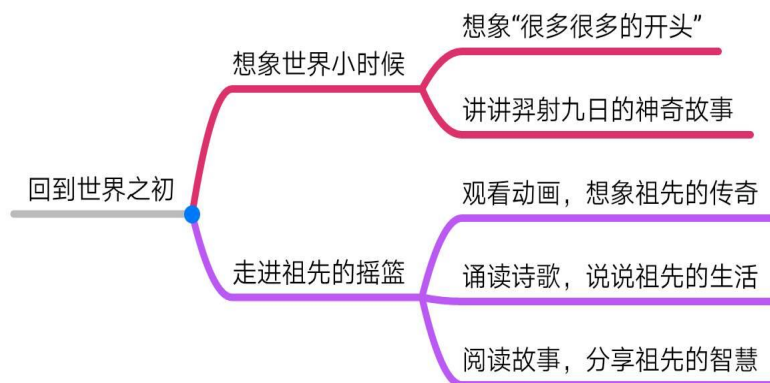 想象“很多很多的开头”
想象世界小时候
讲讲羿射九日的神奇故事
回到世界之初
观看动画，想象祖先的传奇
走进祖先的摇篮
诵读诗歌，说说祖先的生活
阅读故事，分享祖先的智慧